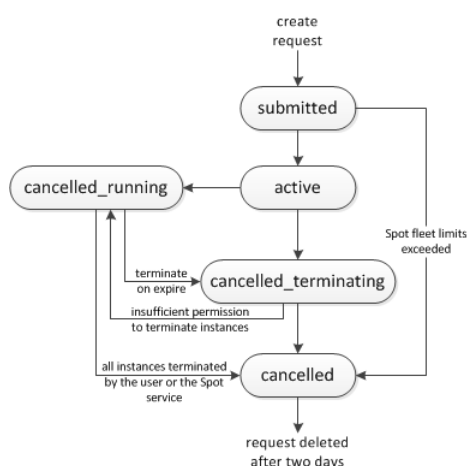 create
request
submitted
cancelled_running
active
Spot fleet limits
exceeded
terminate
on expire
cancelled_terminating
insufficient permission
to terminate instances
all instances terminated
by the user or the Spot
service
cancelled
request deleted
after two days